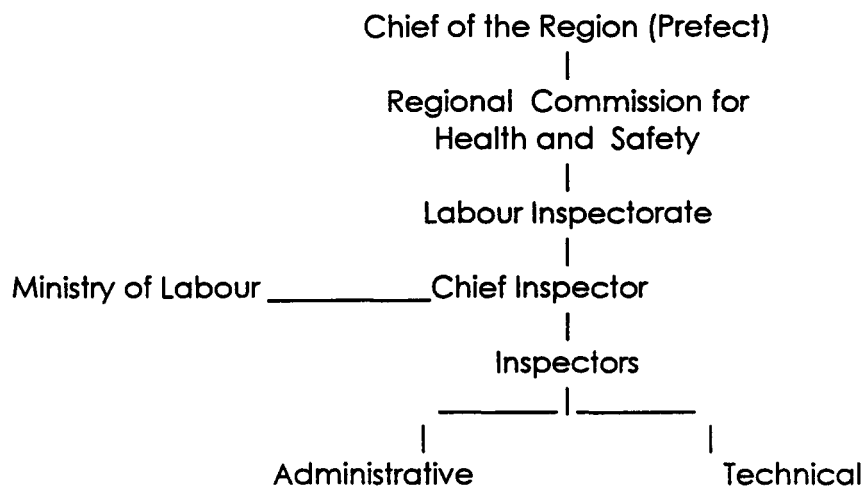 Chief of the Region (Prefect)
Regional Commission for
Health and Safety
Labour Inspectorate
Ministry of Labour Chief Inspector
Inspectors
Administrative Technical